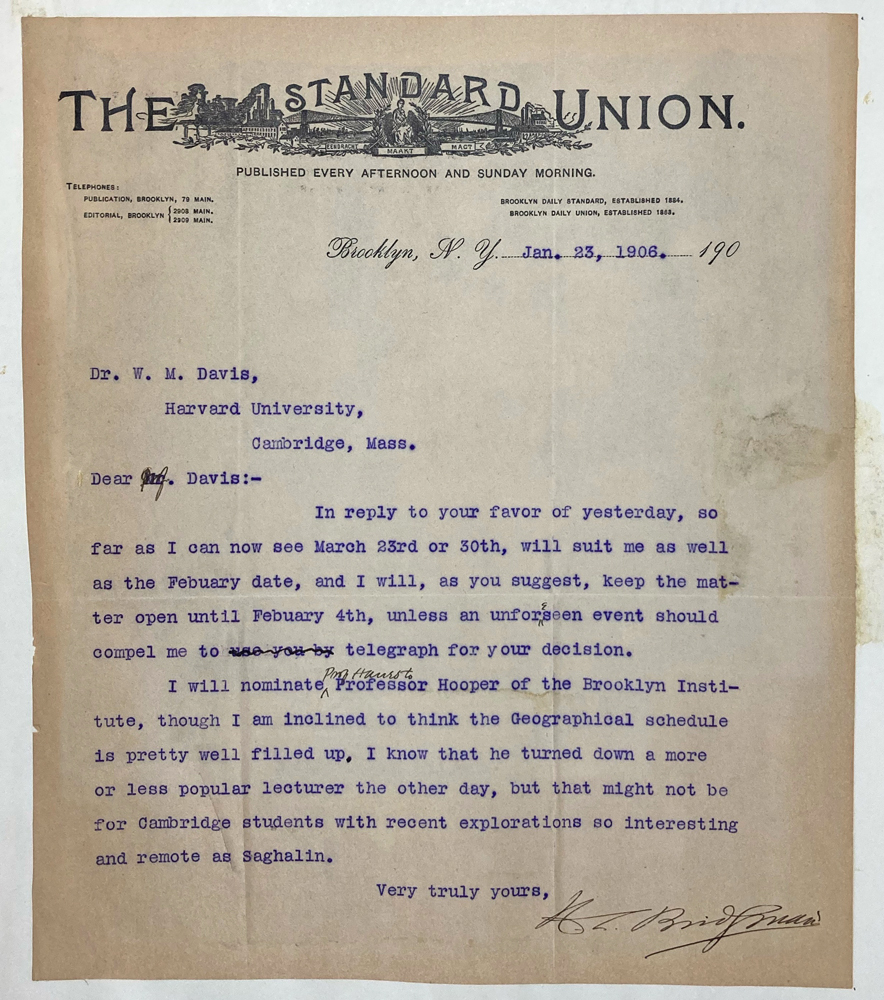 THE STANDARD UNION.
EENDRACHT MAAKT MAGT
PUBLISHED EVERY AFTERNOON AND SUNDAY MORNING.
TELEPHONES:
PUBLICATION, BROOKLYN, 79 MAIN.
EDITORIAL, BROOKLYN { 2908 MAIN.
2909 MAIN.
BROOKLYN DAILY STANDARD, ESTABLISHED 1884.
BROOKLYN DAILY UNION, ESTABLISHED 1863.
Brooklyn, N. Y. Jan. 23, 1906. 190
Dr. W. M. Davis,
Harvard University,
Cambridge, Mass.
Dear . Davis:-
In reply to your favor of yesterday, so
far as I can now see March 23rd or 30th, will suit me as well
as the Febuary date, and I will, as you suggest, keep the mat-
ter open until Febuary 4th, unless an unforeseen event should
compel me to use you by telegraph for your decision.
I will nominate Professor Hooper of the Brooklyn Insti-
tute, though I am inclined to think the Geographical schedule
is pretty well filled up. I know that he turned down a more
or less popular lecturer the other day, but that might not be
for Cambridge students with recent explorations so interesting
and remote as Saghalin.
Very truly yours,
H. L. Bridgman